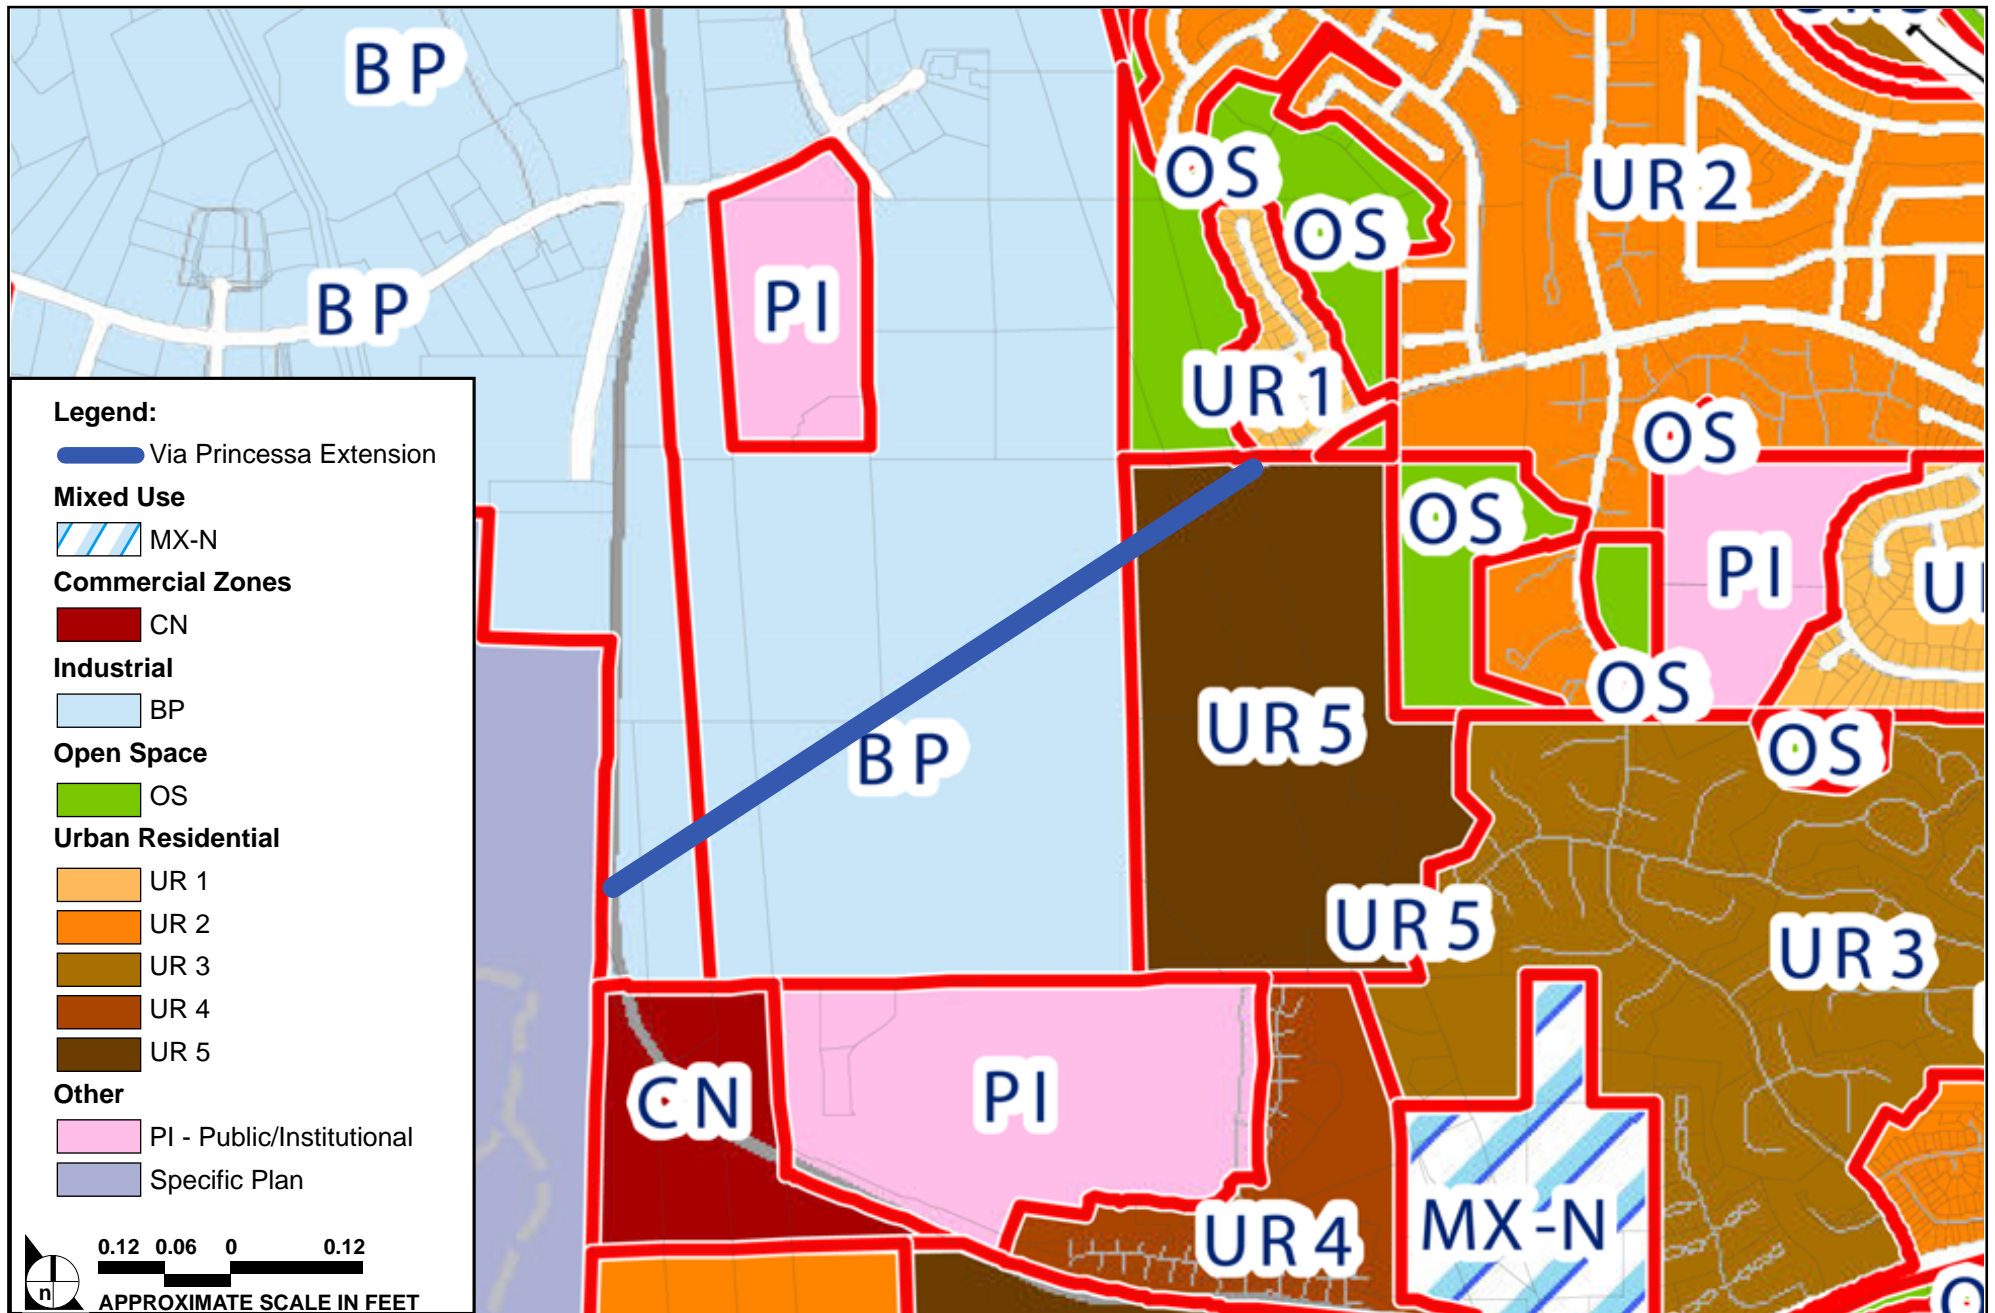 BP
OS
UR 2
OS
BP
PI
UR 1
OS
OS
PI
OS
UR 5
BP
OS
UR 5
UR 3
CN
PI
UR 4
MX-N
Legend:
Via Princessa Extension
Mixed Use
MX-N
Commercial Zones
CN
Industrial
BP
Open Space
OS
Urban Residential
UR 1
UR 2
UR 3
UR 4
UR 5
Other
PI - Public/Institutional
Specific Plan
n
0.12 0.06 0 0.12
APPROXIMATE SCALE IN FEET